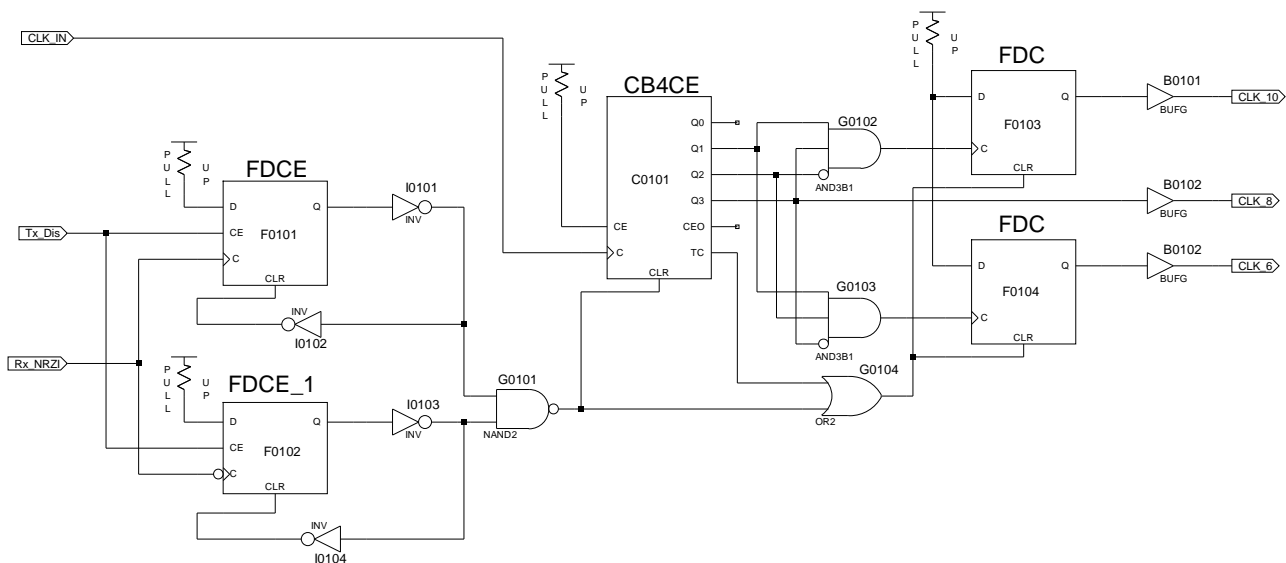 CLK_IN
PULL UP
PULL UP
FDC
B0101
CB4CE
D
Q
CLK_10
BUFG
F0103
C
CLR
Q0
G0102
Q1
AND3B1
C0101
Q2
Q3
B0102
CLK_8
BUFG
CE
CEO
C
TC
CLR
PULL UP
FDCE
I0101
D
Q
INV
Tx_Dis
CE
F0101
C
CLR
INV
I0102
FDC
B0102
D
Q
CLK_6
BUFG
F0104
C
CLR
G0103
AND3B1
G0104
OR2
Rx_NRZI
PULL UP
FDCE_1
I0103
G0101
D
Q
INV
NAND2
CE
F0102
C
CLR
INV
I0104